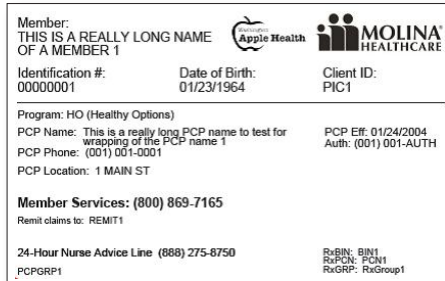 Member:
THIS IS A REALLY LONG NAME
OF A MEMBER 1
Washington
Apple Health
MOLINA
HEALTHCARE
Identification #:
00000001
Date of Birth:
01/23/1964
Client ID:
PIC1
Program: HO (Healthy Options)
PCP Name: This is a really long PCP name to test for
wrapping of the PCP name 1
PCP Eff: 01/24/2004
PCP Phone: (001) 001-0001
Auth: (001) 001-AUTH
PCP Location: 1 MAIN ST
Member Services: (800) 869-7165
Remit claims to: REMIT1
24-Hour Nurse Advice Line (888) 275-8750
PCPGRP1
RxBIN: BIN1
RxPCN: PCN1
RxGRP: RxGroup1